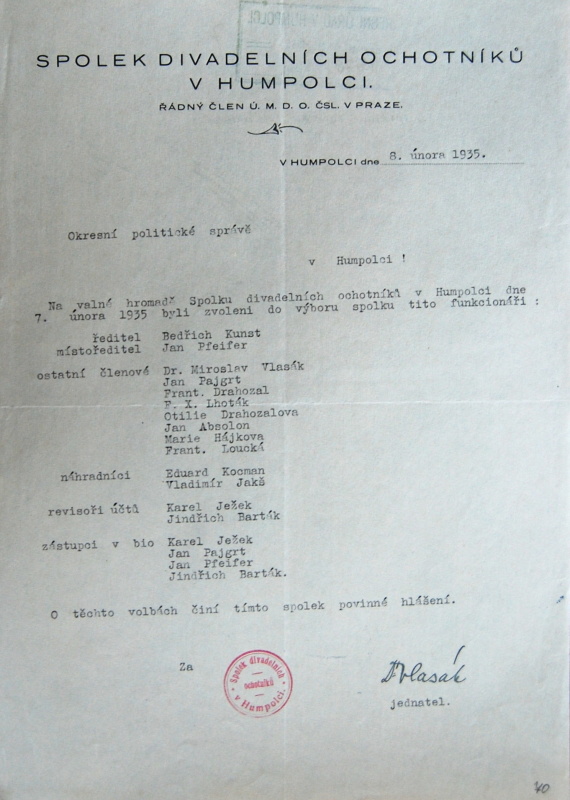 SPOLEK DIVADELNÍCH OCHOTNÍKŮ
V HUMPOLCI.
ŘÁDNÝ ČLEN Ú. M. D. O. ČSL. V PRAZE.
V HUMPOLCI dne 8. února 1935.
Okresní politické správě
v Humpolci !
Na valné hromadě Spolku divadelních ochotníků v Humpolci dne
7. února 1935 byli zvoleni do výboru spolku tito funkcionáři :
ředitel Bedřich Kunst
místoředitel Jan Pfeifer
ostatní členové Dr. Miroslav Vlasák
Jan Pajgrt
Frant. Drahozal
F. X. Lhoták
Otilie Drahozalova
Jan Absolon
Marie Hájkova
Frant. Loucká
náhradníci Eduard Kocman
Vladimír Jakš
revisoři účtů Karel Ježek
Jindřich Barták
zástupci v bio Karel Ježek
Jan Pajgrt
Jan Pfeifer
Jindřich Barták.
O těchto volbách činí tímto spolek povinné hlášení.
Za
Spolek divadelních
ochotníků
v Humpolci.
DrVlasák
jednatel.
40